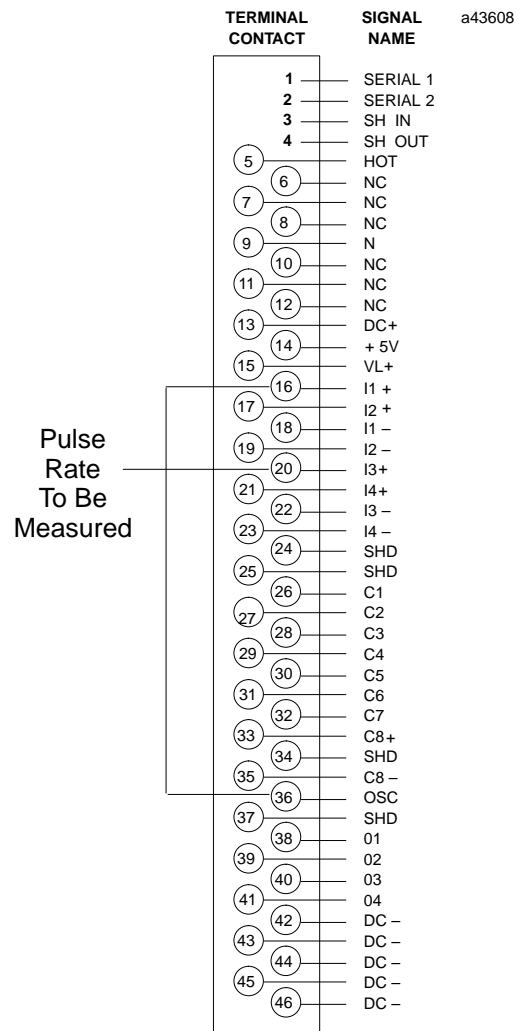 TERMINAL CONTACT SIGNAL NAME a43608
1 SERIAL 1
2 SERIAL 2
3 SH IN
4 SH OUT
5 HOT
6 NC
7 NC
8 NC
9 N
10 NC
11 NC
12 NC
13 DC+
14 + 5V
15 VL+
16 I1 +
17 I2 +
18 I1 –
19 I2 –
20 I3+
21 I4+
22 I3 –
23 I4 –
24 SHD
25 SHD
26 C1
27 C2
28 C3
29 C4
30 C5
31 C6
32 C7
33 C8+
34 SHD
35 C8 –
36 OSC
37 SHD
38 01
39 02
40 03
41 04
42 DC –
43 DC –
44 DC –
45 DC –
46 DC –
Pulse
Rate
To Be
Measured